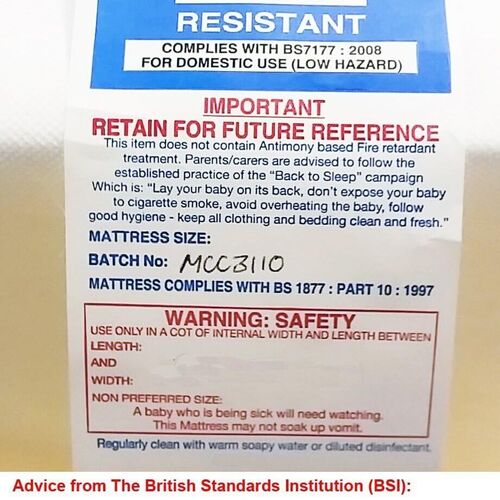 RESISTANT
COMPLIES WITH BS7177 : 2008
FOR DOMESTIC USE (LOW HAZARD)
IMPORTANT
RETAIN FOR FUTURE REFERENCE
This item does not contain Antimony based Fire retardant
treatment. Parents/carers are advised to follow the
established practice of the "Back to Sleep" campaign
Which is: "Lay your baby on its back, don't expose your baby
to cigarette smoke, avoid overheating the baby, follow
good hygiene - keep all clothing and bedding clean and fresh."
MATTRESS SIZE:
BATCH No: MCC3110
MATTRESS COMPLIES WITH BS 1877 : PART 10 : 1997
WARNING: SAFETY
USE ONLY IN A COT OF INTERNAL WIDTH AND LENGTH BETWEEN
LENGTH:
AND
WIDTH:
NON PREFERRED SIZE:
A baby who is being sick will need watching.
This Mattress may not soak up vomit.
Regularly clean with warm soapy water or diluted disinfectant.
Advice from The British Standards Institution (BSI):